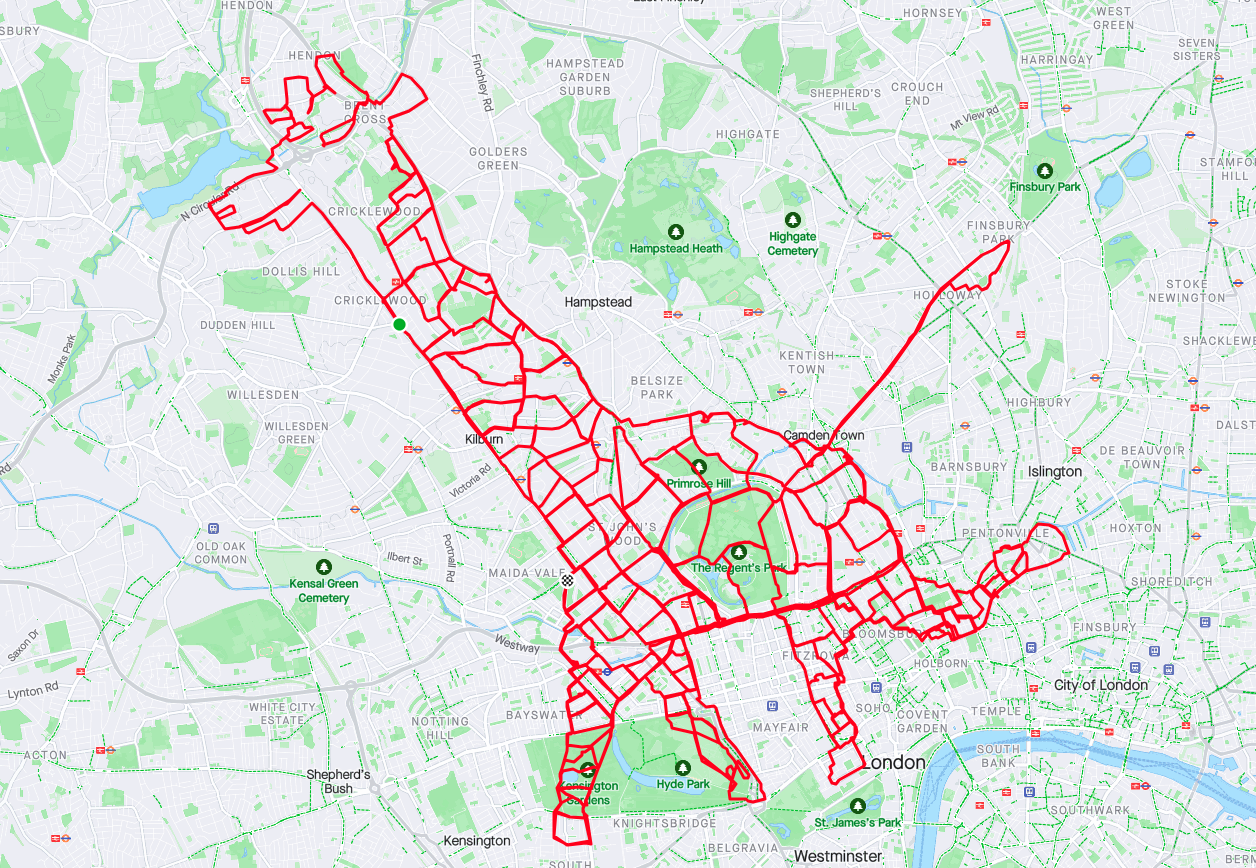 East Finchley
HENDON
HORNSEY
WEST
GREEN
SBURY
SEVEN
SISTERS
HENDON
Finchley Rd
HAMPSTEAD
GARDEN
SUBURB
HARRINGAY
SHEPHERD'S
HILL
CROUCH
END
BRENT
CROSS
Mt View Rd
HIGHGATE
GOLDERS
GREEN
STAMFOR
HILL
Finsbury Park
N Circular Rd
CRICKLEWOOD
Highgate
Cemetery
Hampstead Heath
FINSBURY
PARK
DOLLIS HILL
STOKE
NEWINGTON
CRICKLEWOOD
Hampstead
HOLLOWAY
DUDDEN HILL
SHACKLEWE
Monks Park
KENTISH
TOWN
BELSIZE
PARK
WILLESDEN
HIGHBURY
WILLESDEN
GREEN
DALST
Kilburn
Camden Town
DE BEAUVOIR
TOWN
BARNSBURY
Islington
Rd
Victoria Rd
Primrose Hill
ST JOHN'S
WOOD
PENTONVILLE
HOXTON
OLD OAK
COMMON
Ilbert St
Portnall Rd
The Regent's Park
MAIDA VALE
SHOREDITCH
Kensal Green
Cemetery
FINSBURY
Saxon Dr
Westway
BLOOMSBU
FITZROV
HOLBORN
Lynton Rd
City of London
WHITE CITY
ESTATE
NOTTING
HILL
BAYSWATE
SOHO
COVENT
GARDEN
TEMPLE
MAYFAIR
ACTON
SOUTH
BANK
Shepherd's
Bush
Kensington
Gardens
Hyde Park
London
St. James's Park
SOUTHWARK
KNIGHTSBRIDGE
Kensington
BELGRAVIA
Westminster
SOUTH
BERM